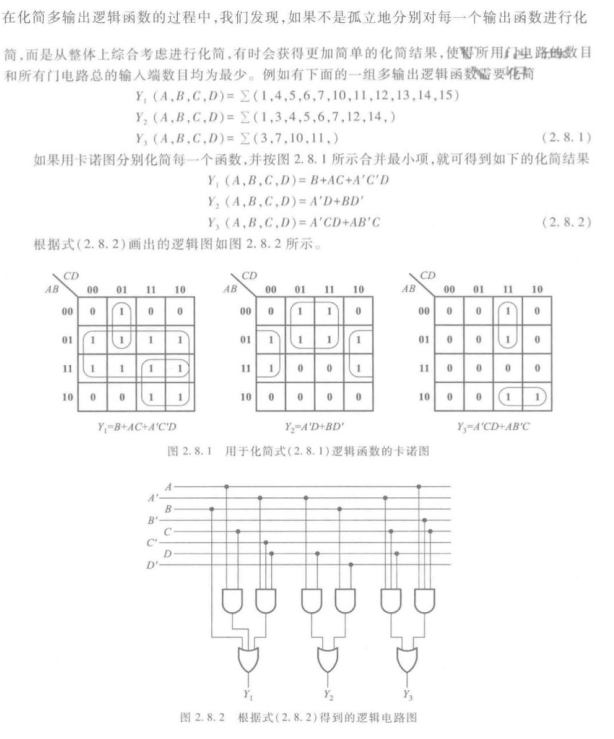 在化简多输出逻辑函数的过程中,我们发现,如果不是孤立地分别对每一个输出函数进行化
简,而是从整体上综合考虑进行化简,有时会获得更加简单的化简结果,使得所用门电路的数目
和所有门电路总的输入端数目均为最少。例如有下面的一组多输出逻辑函数需要化简
Y₁ (A,B,C,D)= ∑(1,4,5,6,7,10,11,12,13,14,15)
Y₂ (A,B,C,D)= ∑(1,3,4,5,6,7,12,14,)
Y₃ (A,B,C,D)= ∑(3,7,10,11,) (2.8.1)
如果用卡诺图分别化简每一个函数,并按图 2.8.1 所示合并最小项,就可得到如下的化简结果
Y₁ (A,B,C,D)= B+AC+A′C′D
Y₂ (A,B,C,D)= A′D+BD′
Y₃ (A,B,C,D)= A′CD+AB′C (2.8.2)
根据式(2.8.2)画出的逻辑图如图 2.8.2 所示。
CD CD CD
AB 00 01 11 10 AB 00 01 11 10 AB 00 01 11 10
00 0 1 0 0 00 0 1 1 0 00 0 0 1 0
01 1 1 1 1 01 1 1 1 1 01 0 0 1 0
11 1 1 1 1 11 1 0 0 1 11 0 0 0 0
10 0 0 1 1 10 0 0 0 0 10 0 0 1 1
Y₁=B+AC+A′C′D Y₂=A′D+BD′ Y₃=A′CD+AB′C
图 2.8.1 用于化简式(2.8.1)逻辑函数的卡诺图
A
A′
B
B′
C
C′
D
D′
Y₁ Y₂ Y₃
图 2.8.2 根据式(2.8.2)得到的逻辑电路图